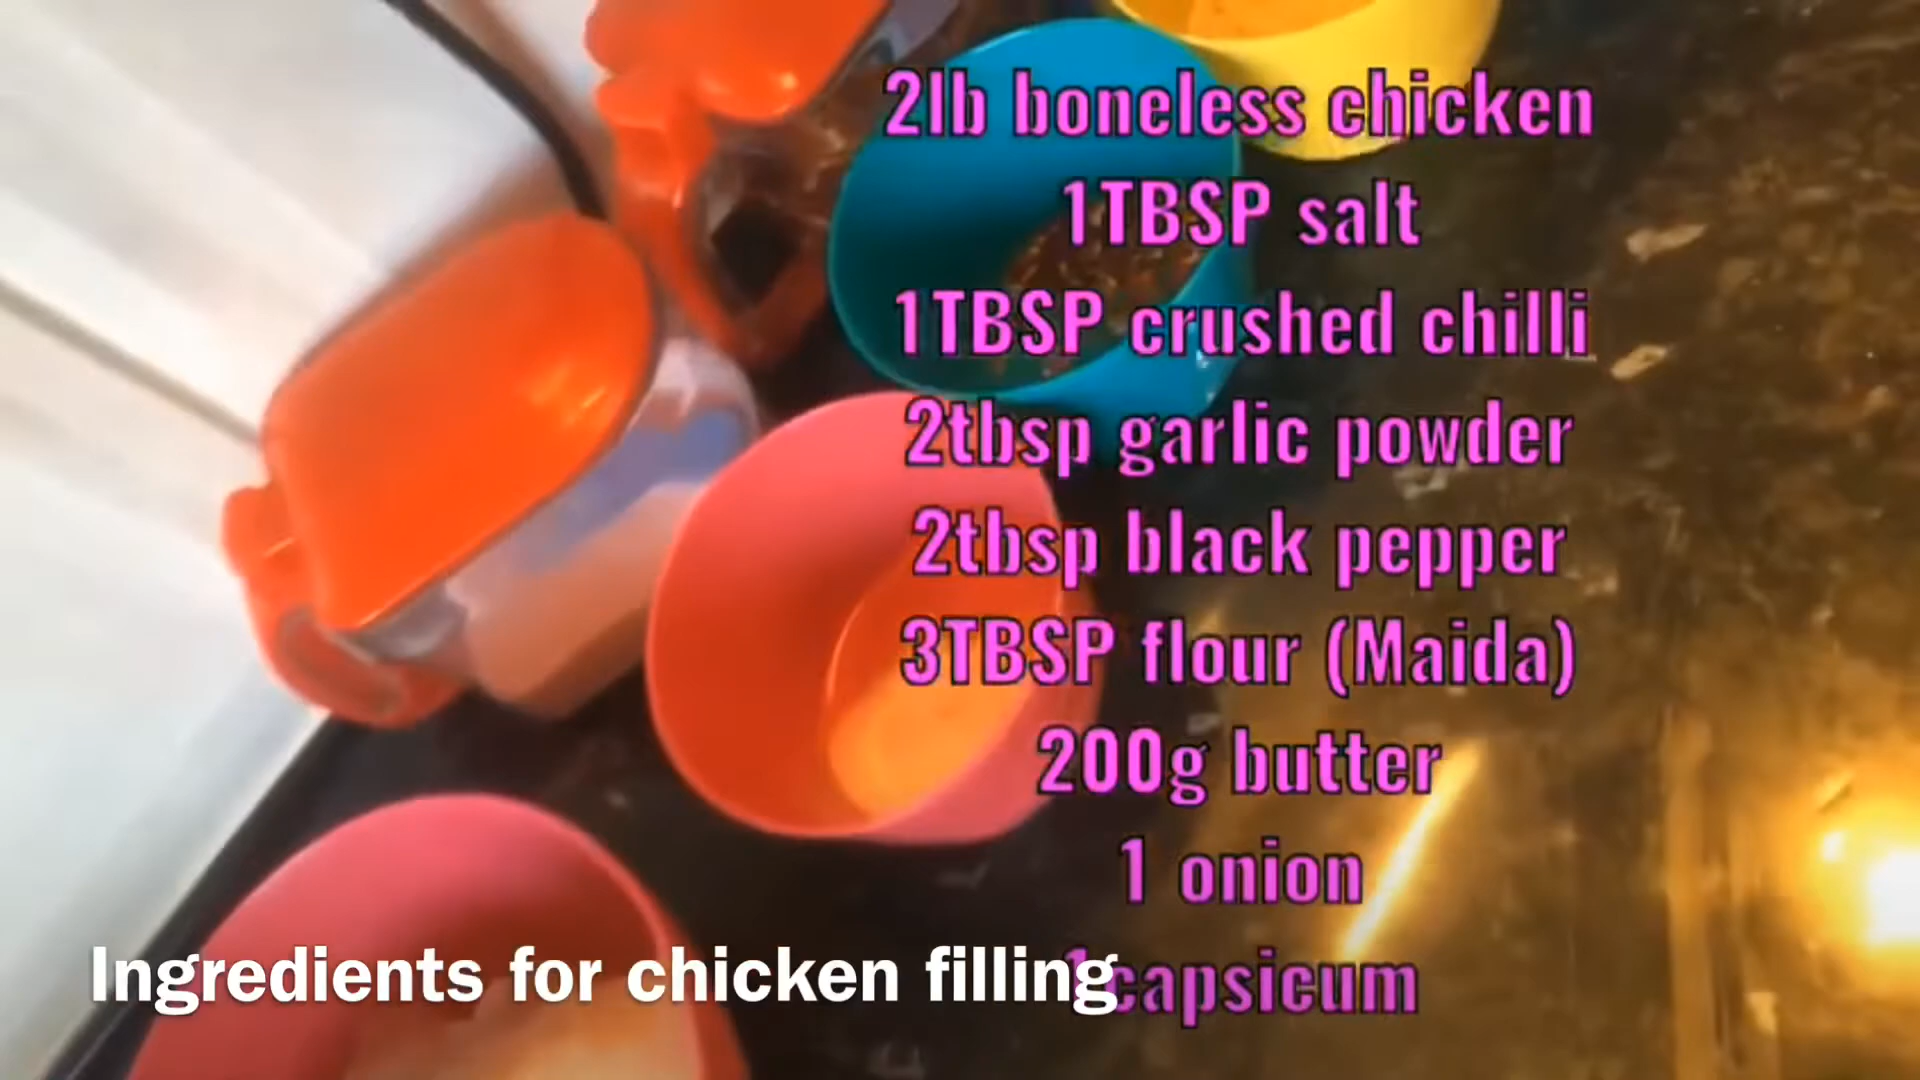 2lb boneless chicken
1TBSP salt
1TBSP crushed chilli
2tbsp garlic powder
2tbsp black pepper
3TBSP flour (Maida)
200g butter
1 onion
1 capsicum
Ingredients for chicken filling